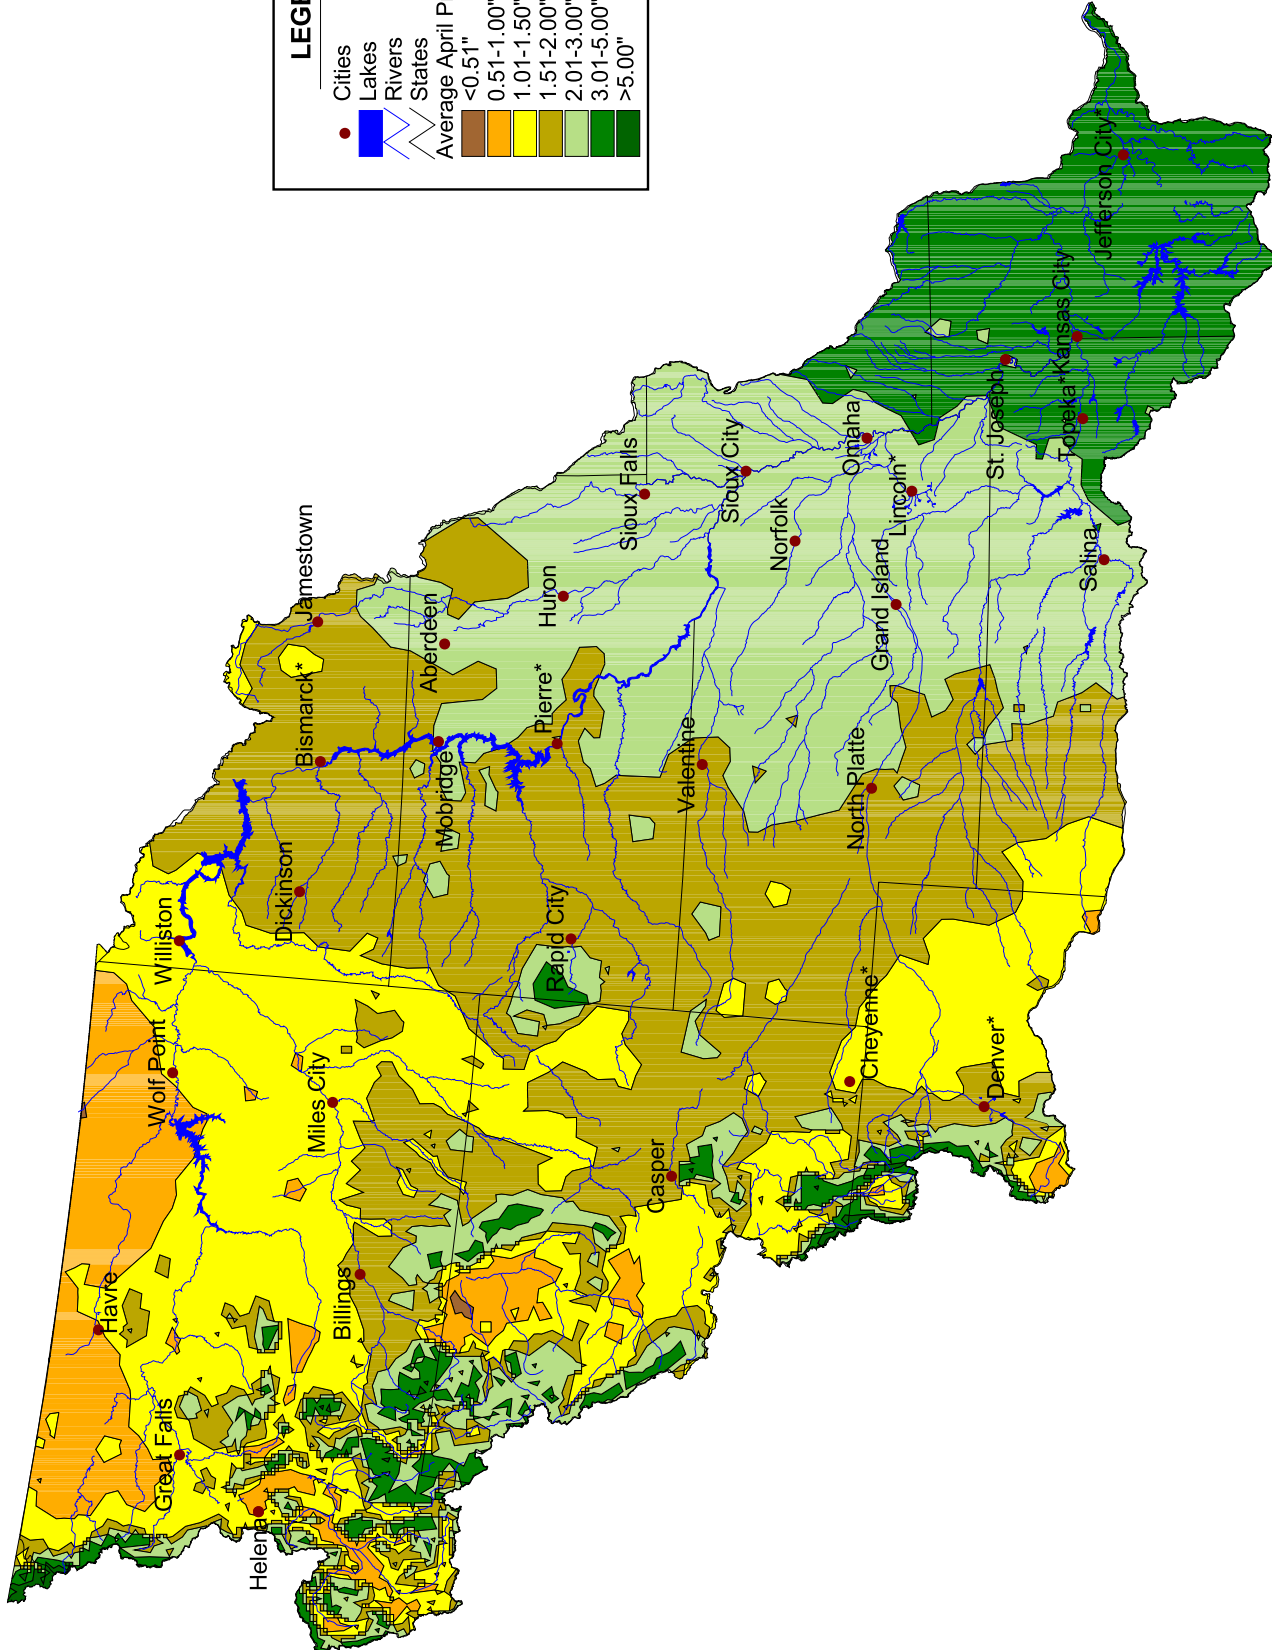 LEGE
Cities
Lakes
Rivers
States
Average April P
<0.51"
0.51-1.00"
1.01-1.50"
1.51-2.00"
2.01-3.00"
3.01-5.00"
>5.00"
Havre
Great Falls
Helena
Wolf Point
Williston
Miles City
Billings
Dickinson
Bismarck*
Jamestown
Mobridge
Aberdeen
Pierre*
Huron
Rapid City
Sioux Falls
Sioux City
Casper
Valentine
Norfolk
Omaha
Lincoln*
Grand Island
North Platte
Cheyenne*
Denver*
Salina
St. Joseph
Topeka*
Kansas City
Jefferson City*